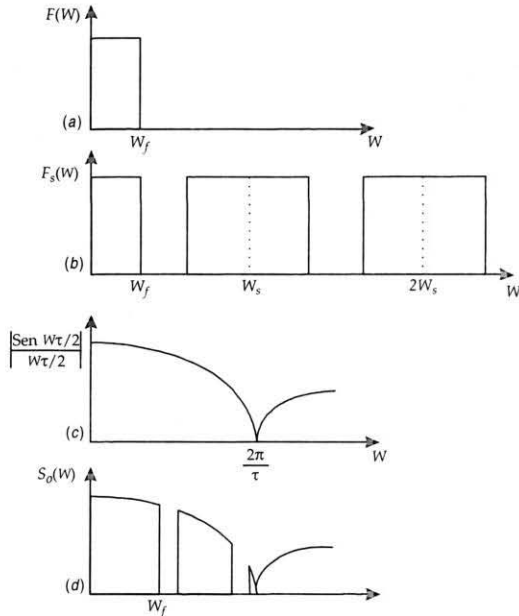 F(W)
(a)
W_f
W
F_s(W)
(b)
W_f
W_s
2W_s
W
|Sen Wτ/2|
|Wτ/2|
(c)
2π
τ
W
S_o(W)
(d)
W_f